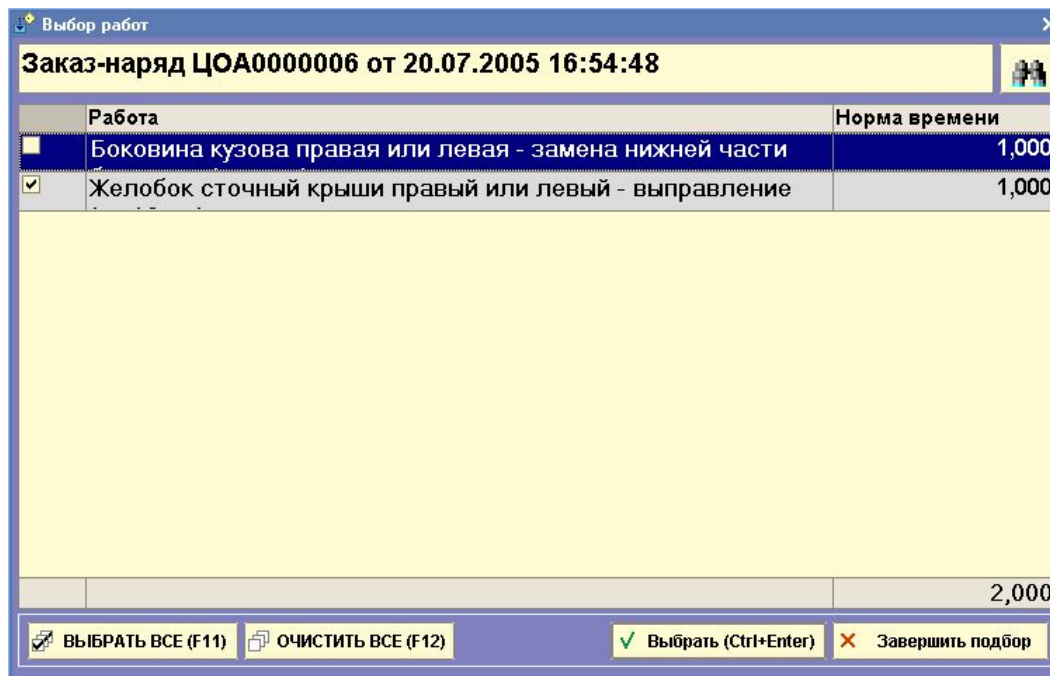 Выбор работ
Заказ-наряд ЦОА0000006 от 20.07.2005 16:54:48
Работа Норма времени
Боковина кузова правая или левая - замена нижней части 1,000
Желобок сточный крыши правый или левый - выправление 1,000
2,000
ВЫБРАТЬ ВСЕ (F11) ОЧИСТИТЬ ВСЕ (F12) Выбрать (Ctrl+Enter) Завершить подбор